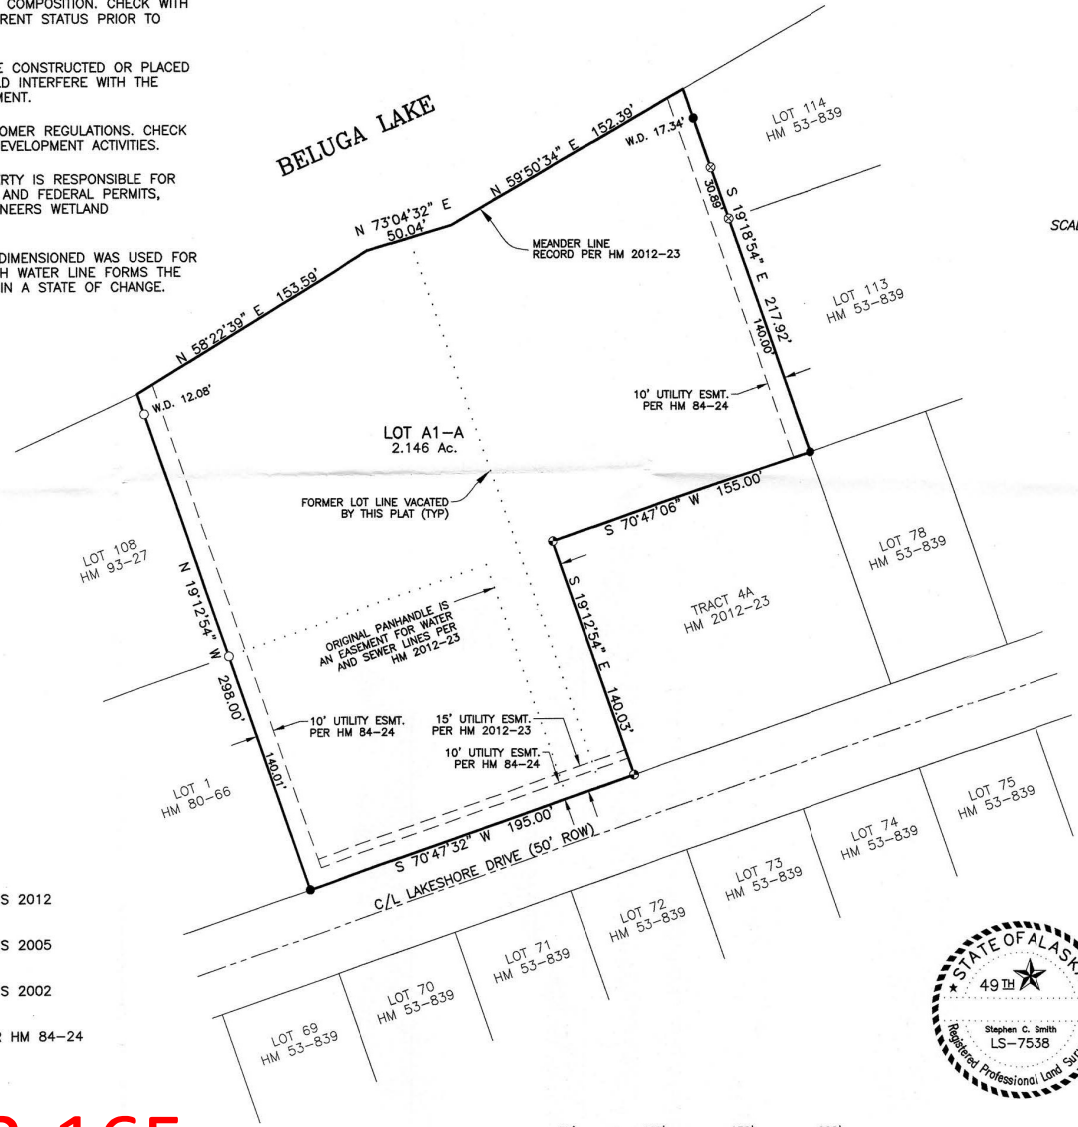 COMPOSITION. CHECK WITH
RENT STATUS PRIOR TO
E CONSTRUCTED OR PLACED
D INTERFERE WITH THE
MENT.
OMER REGULATIONS. CHECK
DEVELOPMENT ACTIVITIES.
RTY IS RESPONSIBLE FOR
AND FEDERAL PERMITS,
NEERS WETLAND
DIMENSIONED WAS USED FOR
H WATER LINE FORMS THE
IN A STATE OF CHANGE.
BELUGA LAKE
N 59°50'34" E 152.39'
W.D. 17.34'
LOT 114
HM 53-839
N 73°04'32" E
50.04'
30.89'
S 19°18'54" E 217.92'
MEANDER LINE
RECORD PER HM 2012-23
SCAL
N 58°22'39" E 153.59'
LOT 113
HM 53-839
140.00'
W.D. 12.08'
10' UTILITY ESMT.
PER HM 84-24
LOT A1-A
2.146 Ac.
FORMER LOT LINE VACATED
BY THIS PLAT (TYP)
S 70°47'06" W 155.00'
LOT 108
HM 93-27
LOT 78
HM 53-839
N 19°12'54" W 298.00'
S 19°12'54" E 140.03'
TRACT 4A
HM 2012-23
ORIGINAL PANHANDLE IS
AN EASEMENT FOR WATER
AND SEWER LINES PER
HM 2012-23
10' UTILITY ESMT.
PER HM 84-24
15' UTILITY ESMT.
PER HM 2012-23
10' UTILITY ESMT.
PER HM 84-24
140.01'
LOT 1
HM 80-66
S 70°47'32" W 195.00'
C/L LAKESHORE DRIVE (50' ROW)
LOT 75
HM 53-839
LOT 74
HM 53-839
LOT 73
HM 53-839
LOT 72
HM 53-839
LOT 71
HM 53-839
LOT 70
HM 53-839
LOT 69
HM 53-839
S 2012
S 2005
S 2002
R HM 84-24
STATE OF ALASKA
49TH
Stephen C. Smith
LS-7538
Registered Professional Land Sur